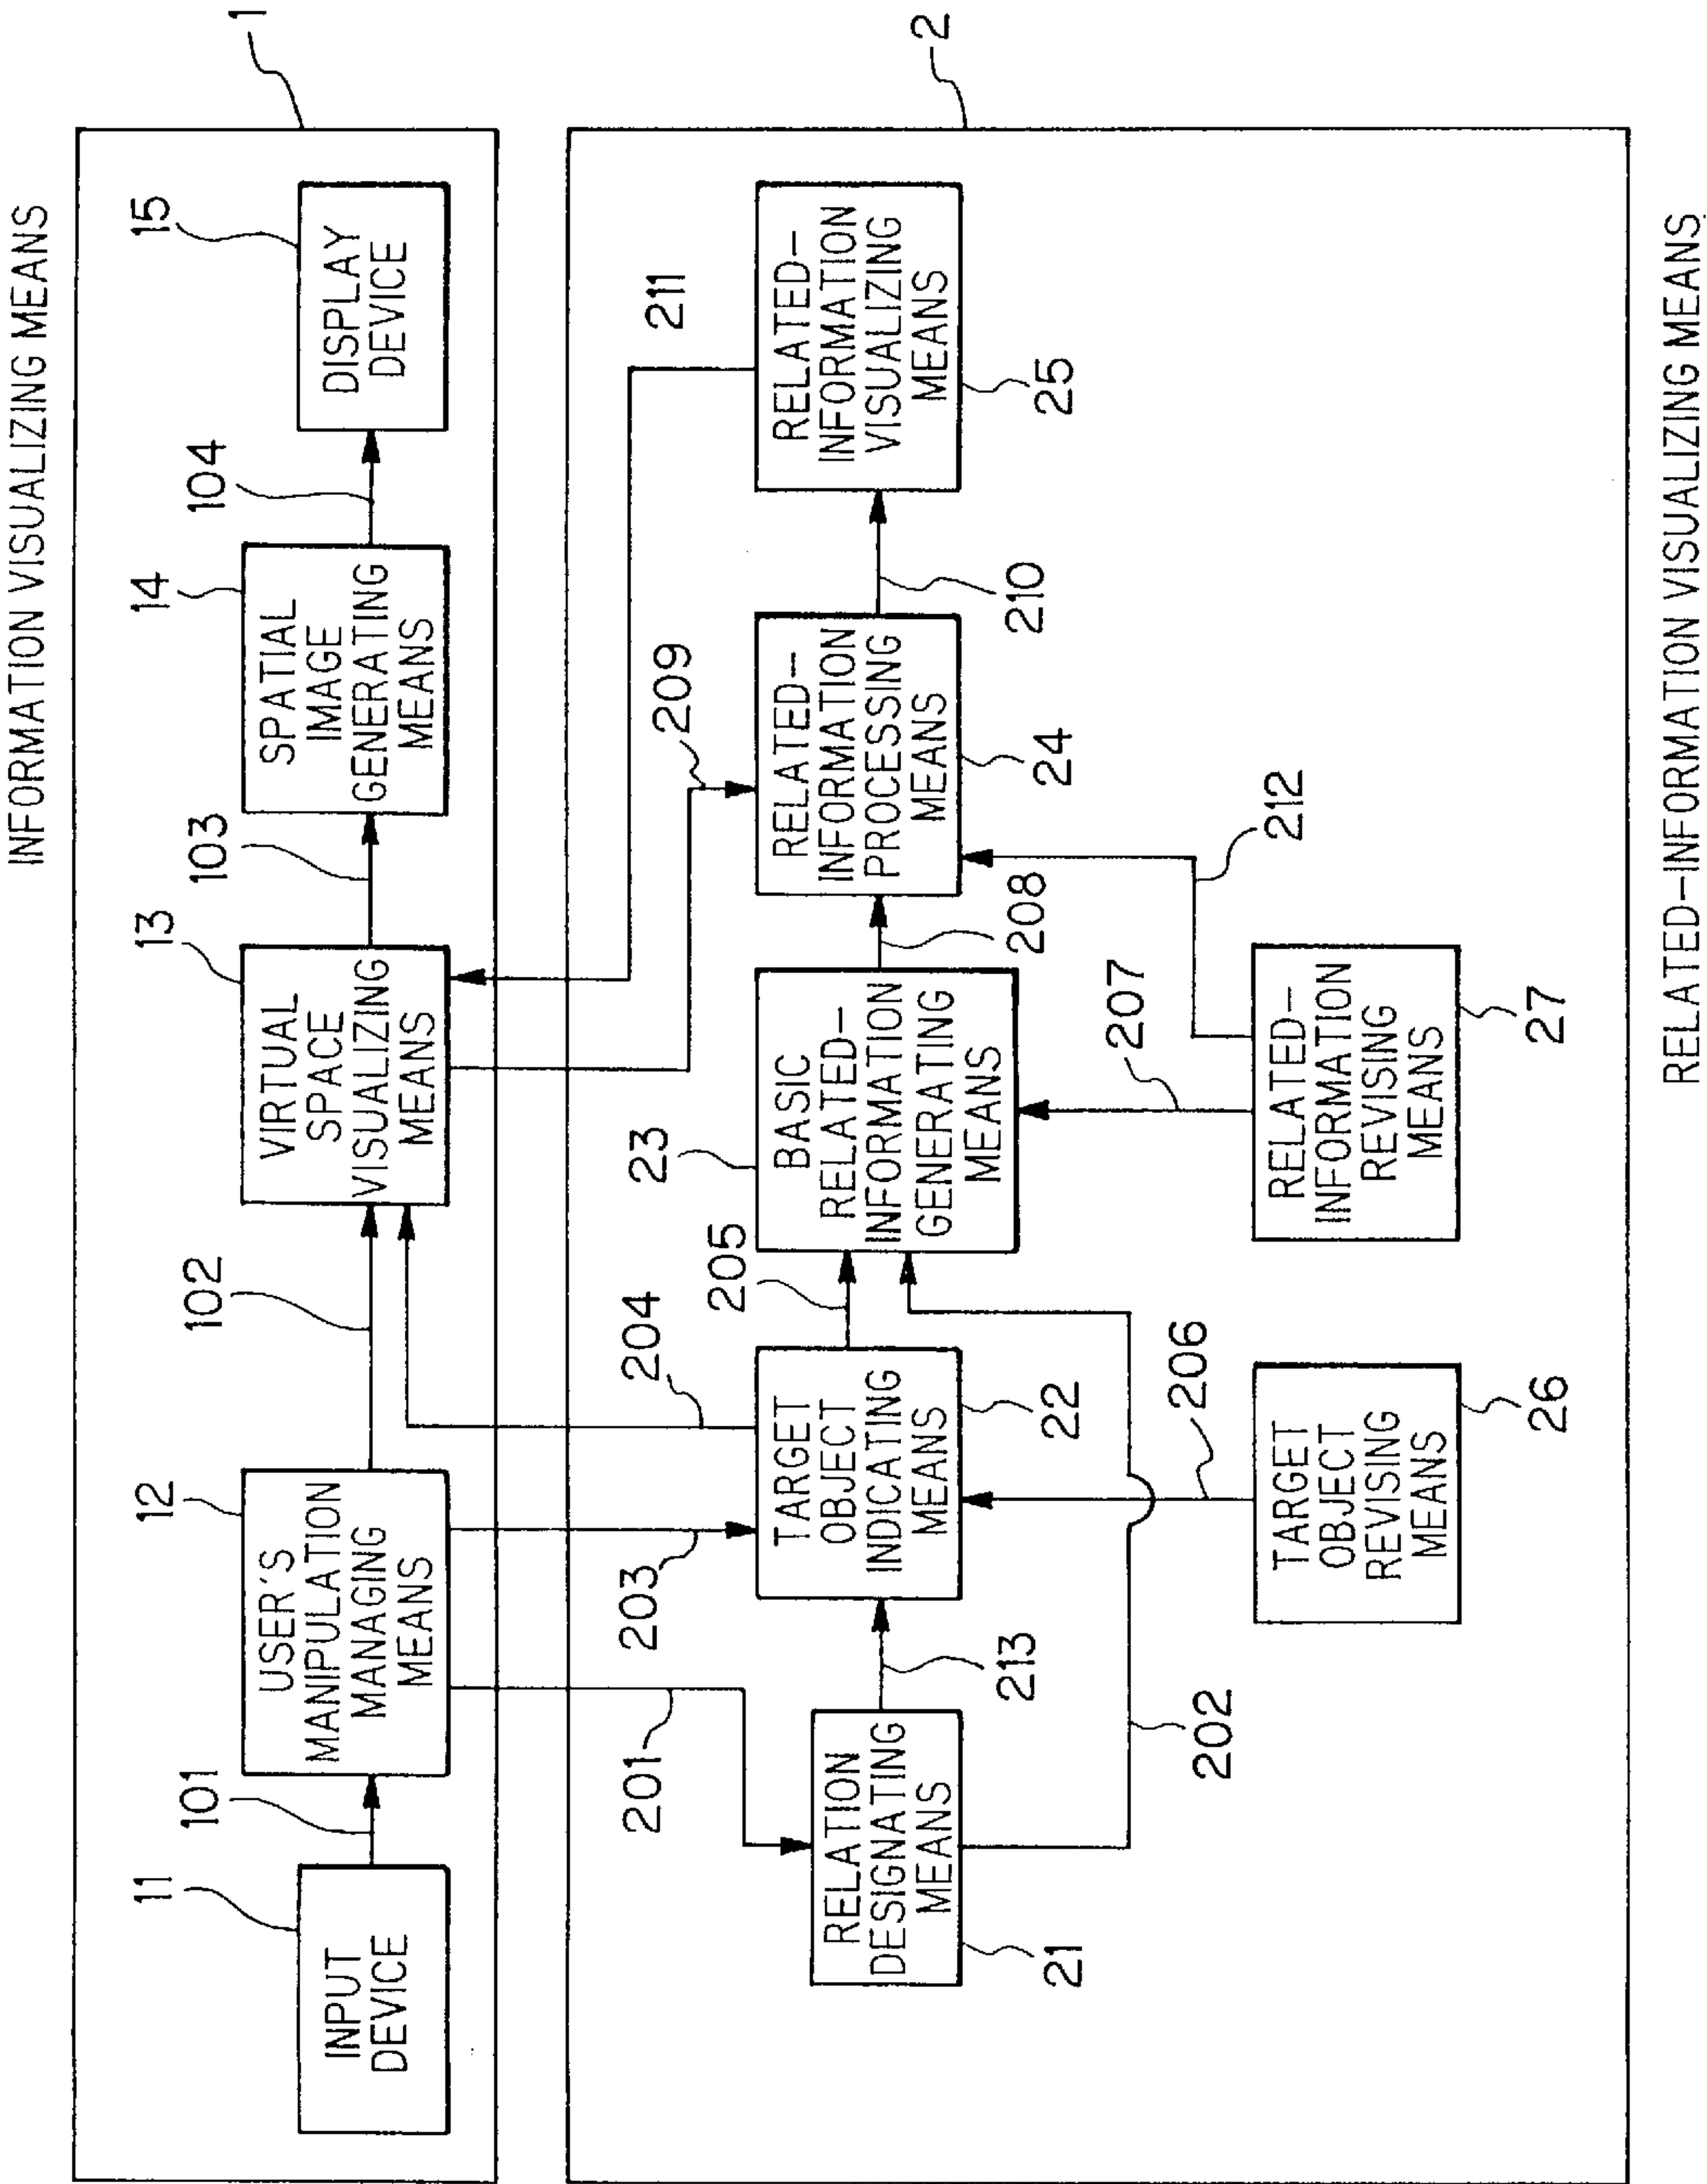 INFORMATION VISUALIZING MEANS
1
11
INPUT
DEVICE
101
12
USER'S
MANIPULATION
MANAGING
MEANS
102
13
VIRTUAL
SPACE
VISUALIZING
MEANS
103
14
SPATIAL
IMAGE
GENERATING
MEANS
104
15
DISPLAY
DEVICE
2
201
203
204
209
211
RELATION
DESIGNATING
MEANS
21
213
202
TARGET
OBJECT
INDICATING
MEANS
22
205
23
BASIC
RELATED-
INFORMATION
GENERATING
MEANS
208
RELATED-
INFORMATION
PROCESSING
MEANS
24
210
RELATED-
INFORMATION
VISUALIZING
MEANS
25
206
TARGET
OBJECT
REVISING
MEANS
26
207
212
RELATED-
INFORMATION
REVISING
MEANS
27
RELATED-INFORMATION VISUALIZING MEANS